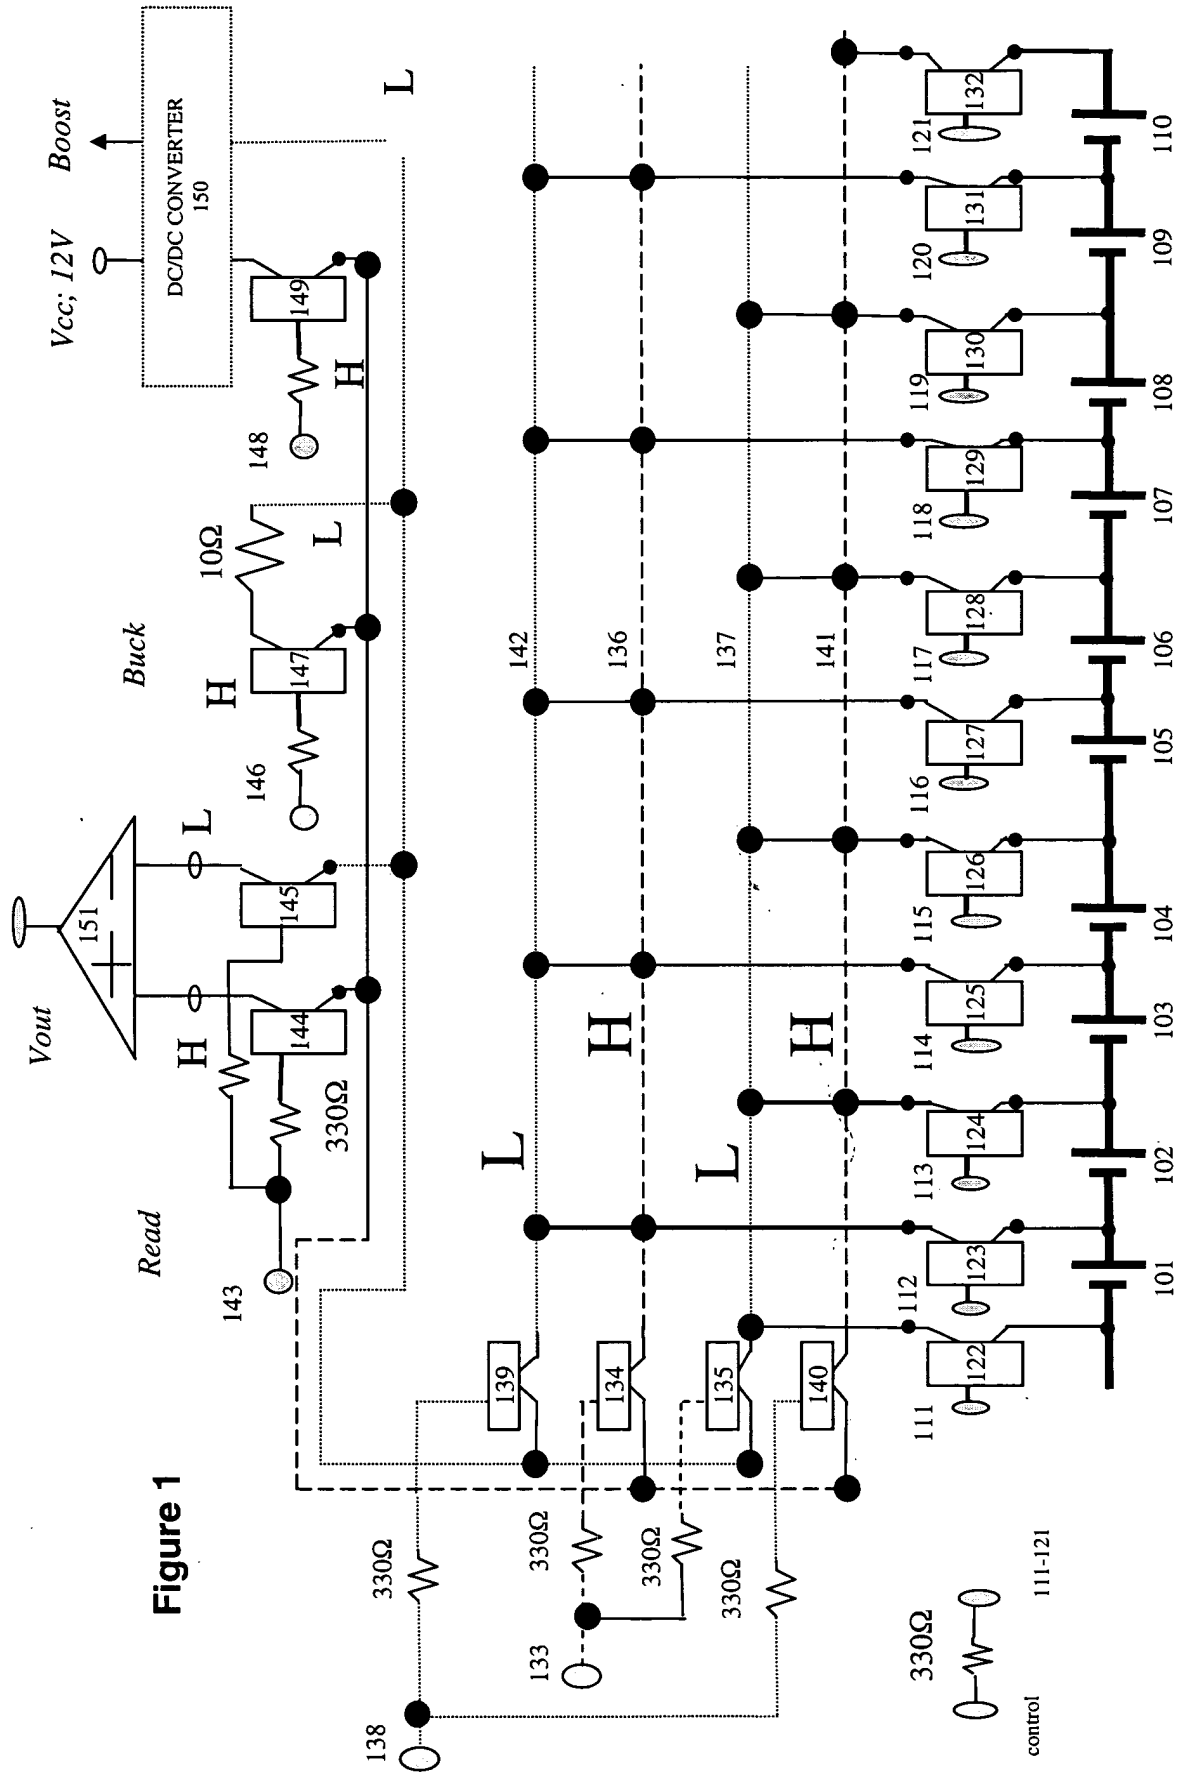 Figure 1
Read
Vout
Buck
Vcc; 12V
Boost
DC/DC CONVERTER
150
151
H
L
143
330Ω
144
145
146
H
147
10Ω
L
148
H
149
L
138
330Ω
133
330Ω
330Ω
330Ω
139
134
135
140
L
H
L
H
142
136
137
141
111
112
113
114
115
116
117
118
119
120
121
122
123
124
125
126
127
128
129
130
131
132
101
102
103
104
105
106
107
108
109
110
330Ω
control
111-121